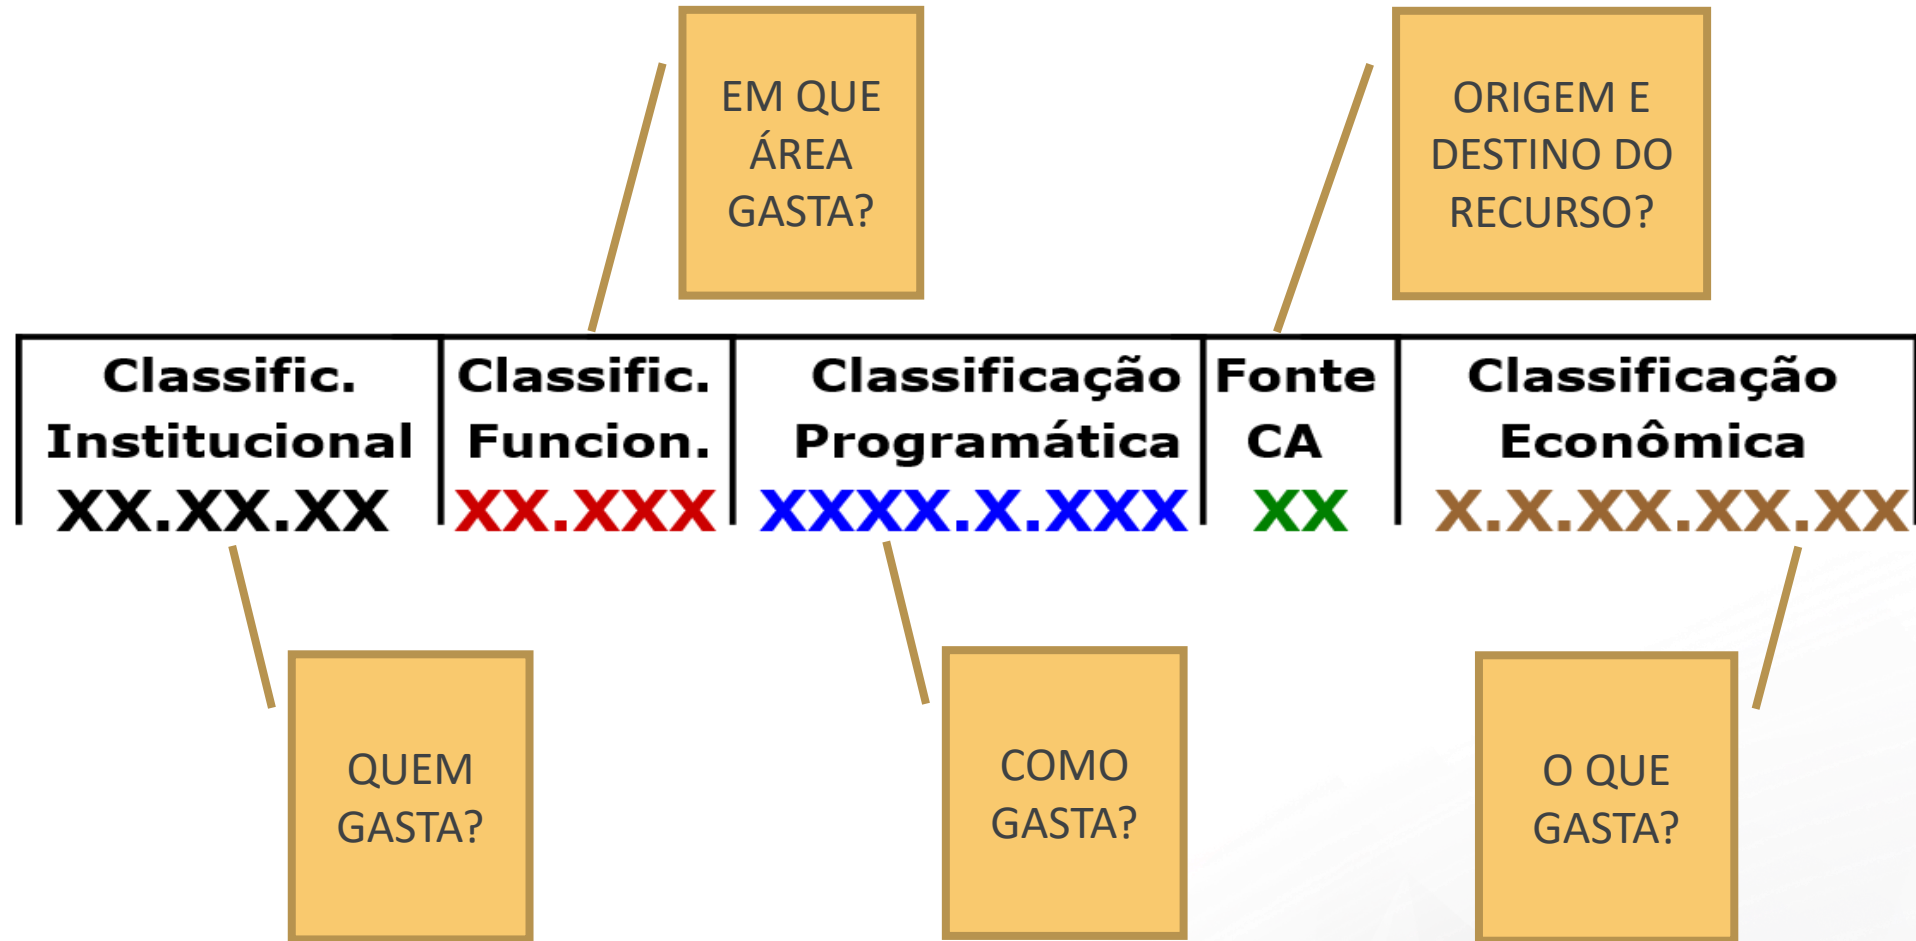 EM QUE
ÁREA
GASTA?
ORIGEM E
DESTINO DO
RECURSO?
Classific.
Institucional
XX.XX.XX
Classific.
Funcion.
XX.XXX
Classificação
Programática
XXXX.X.XXX
Fonte
CA
XX
Classificação
Econômica
X.X.XX.XX.XX
QUEM
GASTA?
COMO
GASTA?
O QUE
GASTA?